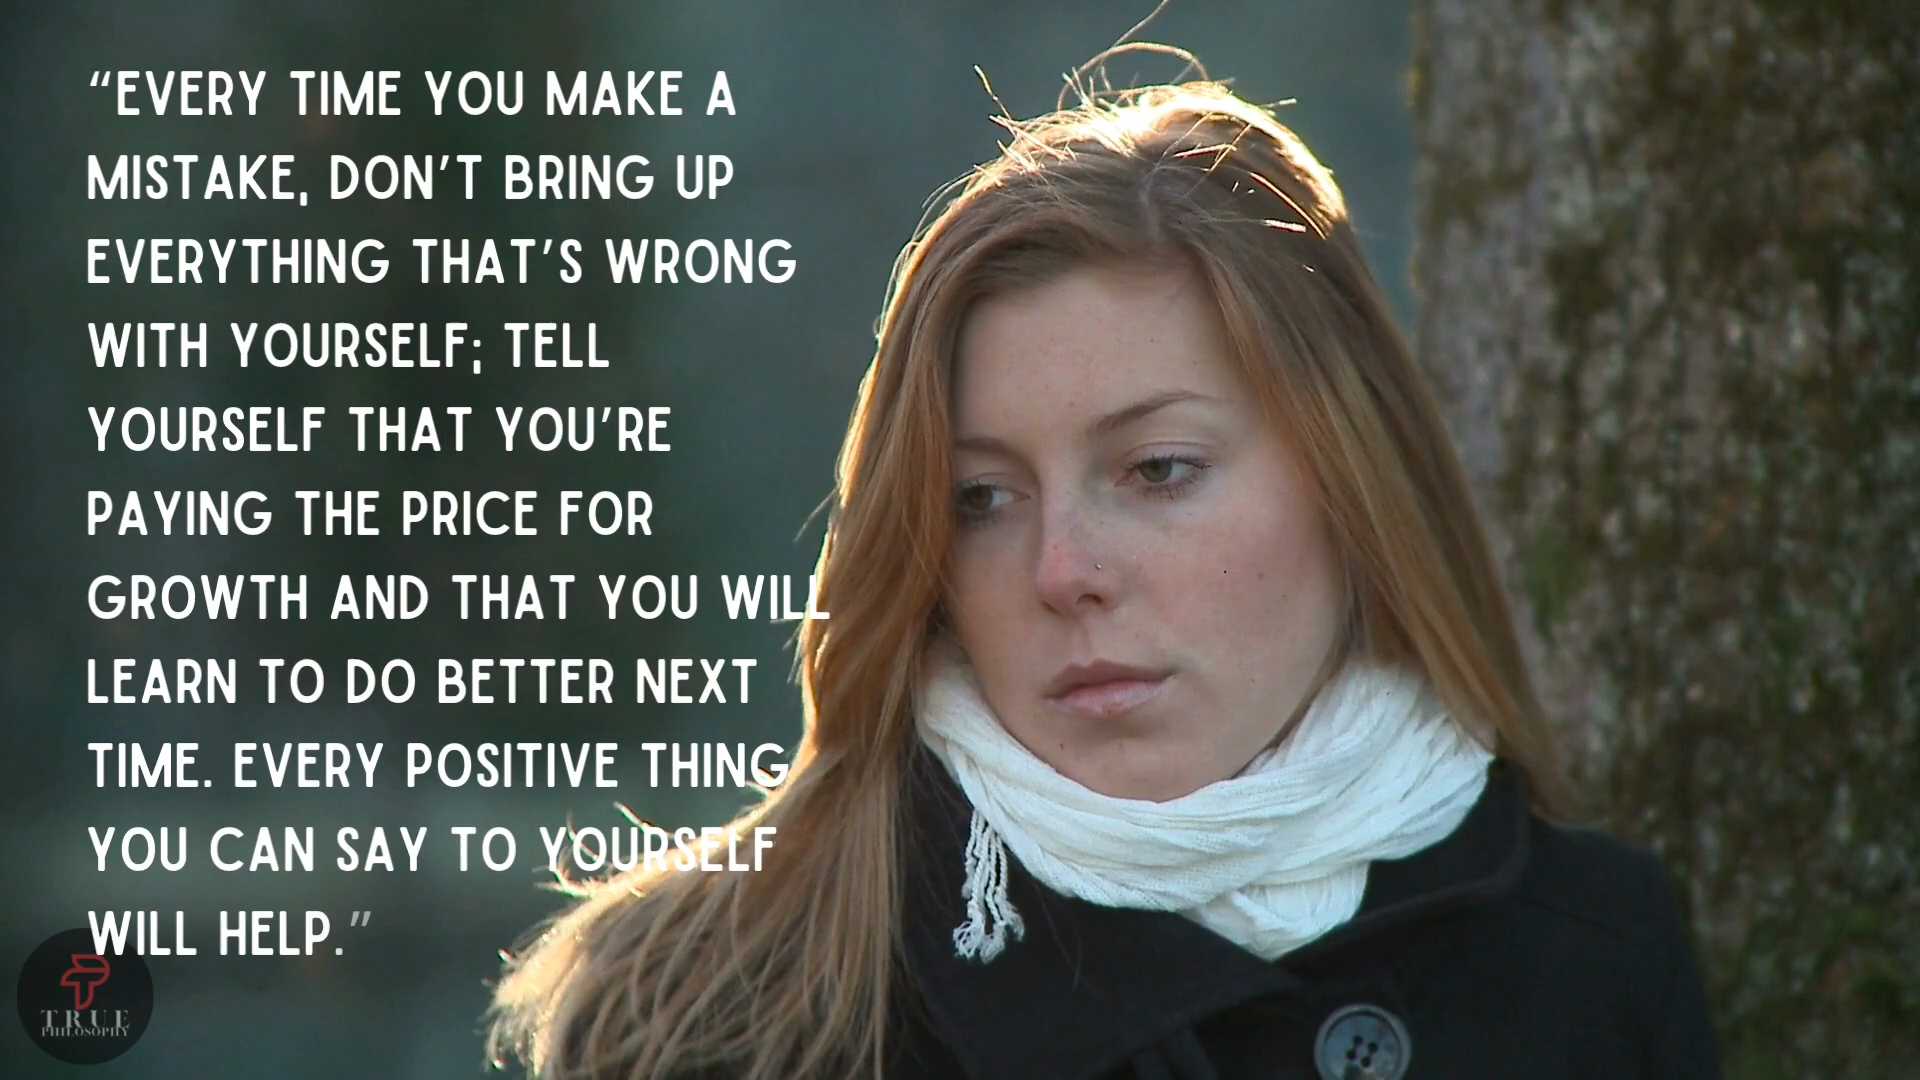 “EVERY TIME YOU MAKE A
MISTAKE, DON’T BRING UP
EVERYTHING THAT’S WRONG
WITH YOURSELF; TELL
YOURSELF THAT YOU’RE
PAYING THE PRICE FOR
GROWTH AND THAT YOU WILL
LEARN TO DO BETTER NEXT
TIME. EVERY POSITIVE THING
YOU CAN SAY TO YOURSELF
WILL HELP.”
TRUE
PHILOSOPHY